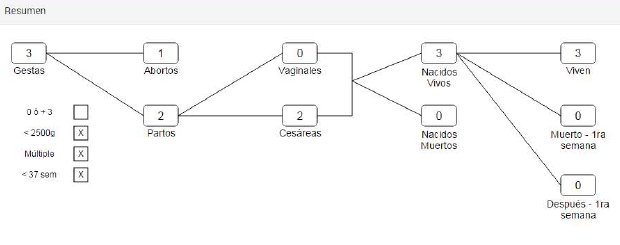 Resumen
3 1 0 3 3
Gestas Abortos Vaginales Nacidos Vivos Viven
0 ó + 3
< 2500g X
Múltiple X
< 37 sem X
2 2 0 0
Partos Cesáreas Nacidos Muertos Muerto - 1ra semana
0
Después - 1ra semana